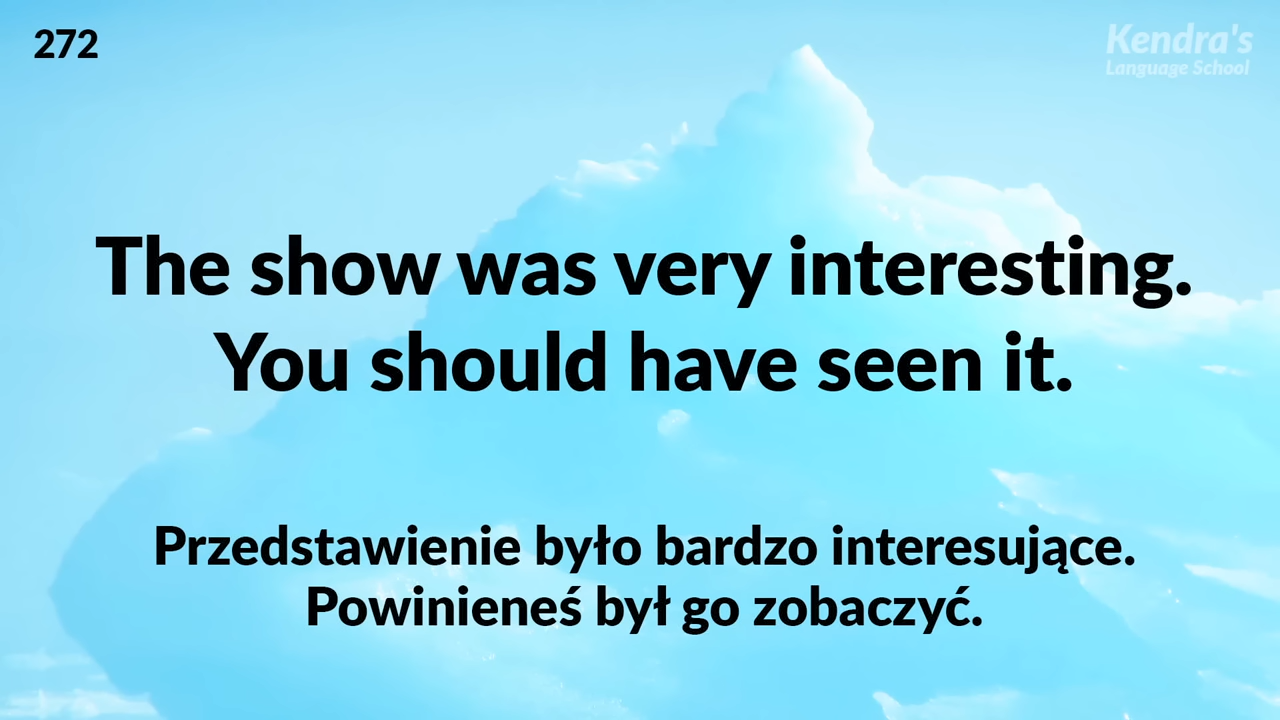 272
Kendra's
Language School
The show was very interesting.
You should have seen it.
Przedstawienie było bardzo interesujące.
Powinieneś był go zobaczyć.